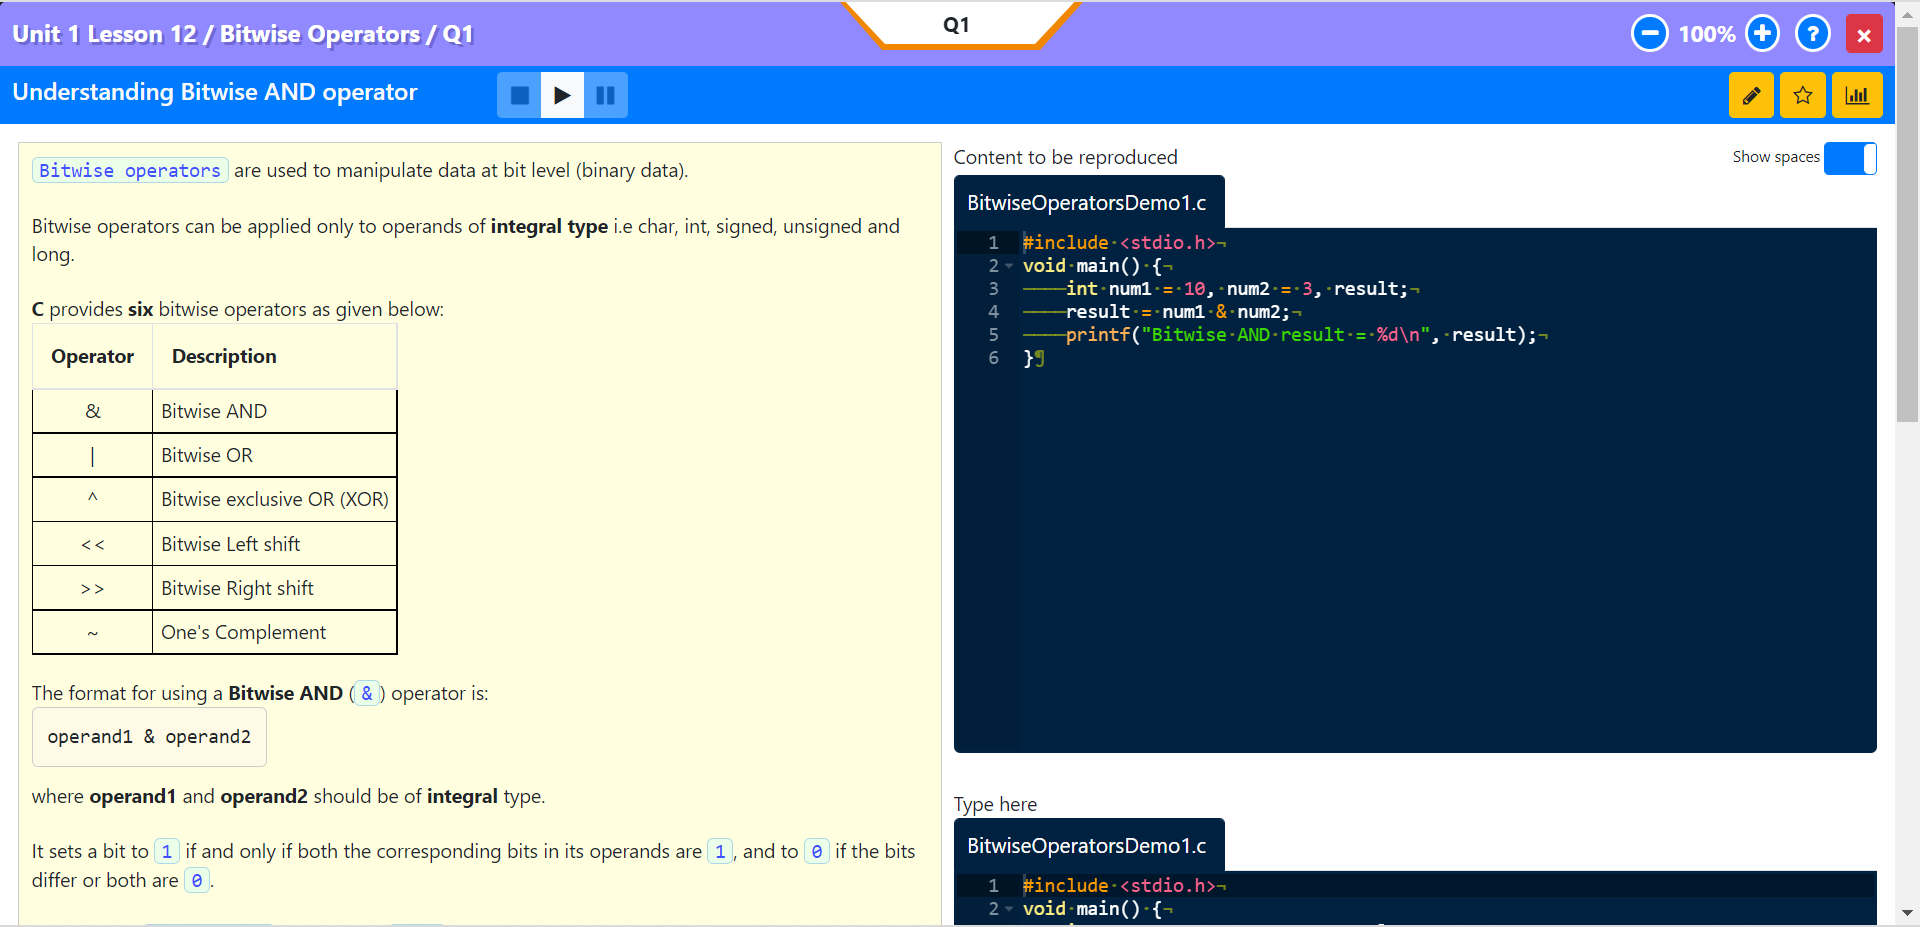 Unit 1 Lesson 12 / Bitwise Operators / Q1
Q1
100%
Understanding Bitwise AND operator
Bitwise operators are used to manipulate data at bit level (binary data).
Bitwise operators can be applied only to operands of integral type i.e char, int, signed, unsigned and
long.
C provides six bitwise operators as given below:
Operator Description
& Bitwise AND
| Bitwise OR
^ Bitwise exclusive OR (XOR)
<< Bitwise Left shift
>> Bitwise Right shift
~ One's Complement
The format for using a Bitwise AND (&) operator is:
operand1 & operand2
where operand1 and operand2 should be of integral type.
It sets a bit to 1 if and only if both the corresponding bits in its operands are 1, and to 0 if the bits
differ or both are 0.
Content to be reproduced
Show spaces
BitwiseOperatorsDemo1.c
1 #include·<stdio.h>¬
2 void·main()·{¬
3 ————int·num1·=·10,·num2·=·3,·result;¬
4 ————result·=·num1·&·num2;¬
5 ————printf("Bitwise·AND·result·=·%d\n",·result);¬
6 }¶
Type here
BitwiseOperatorsDemo1.c
1 #include·<stdio.h>¬
2 void·main()·{¬